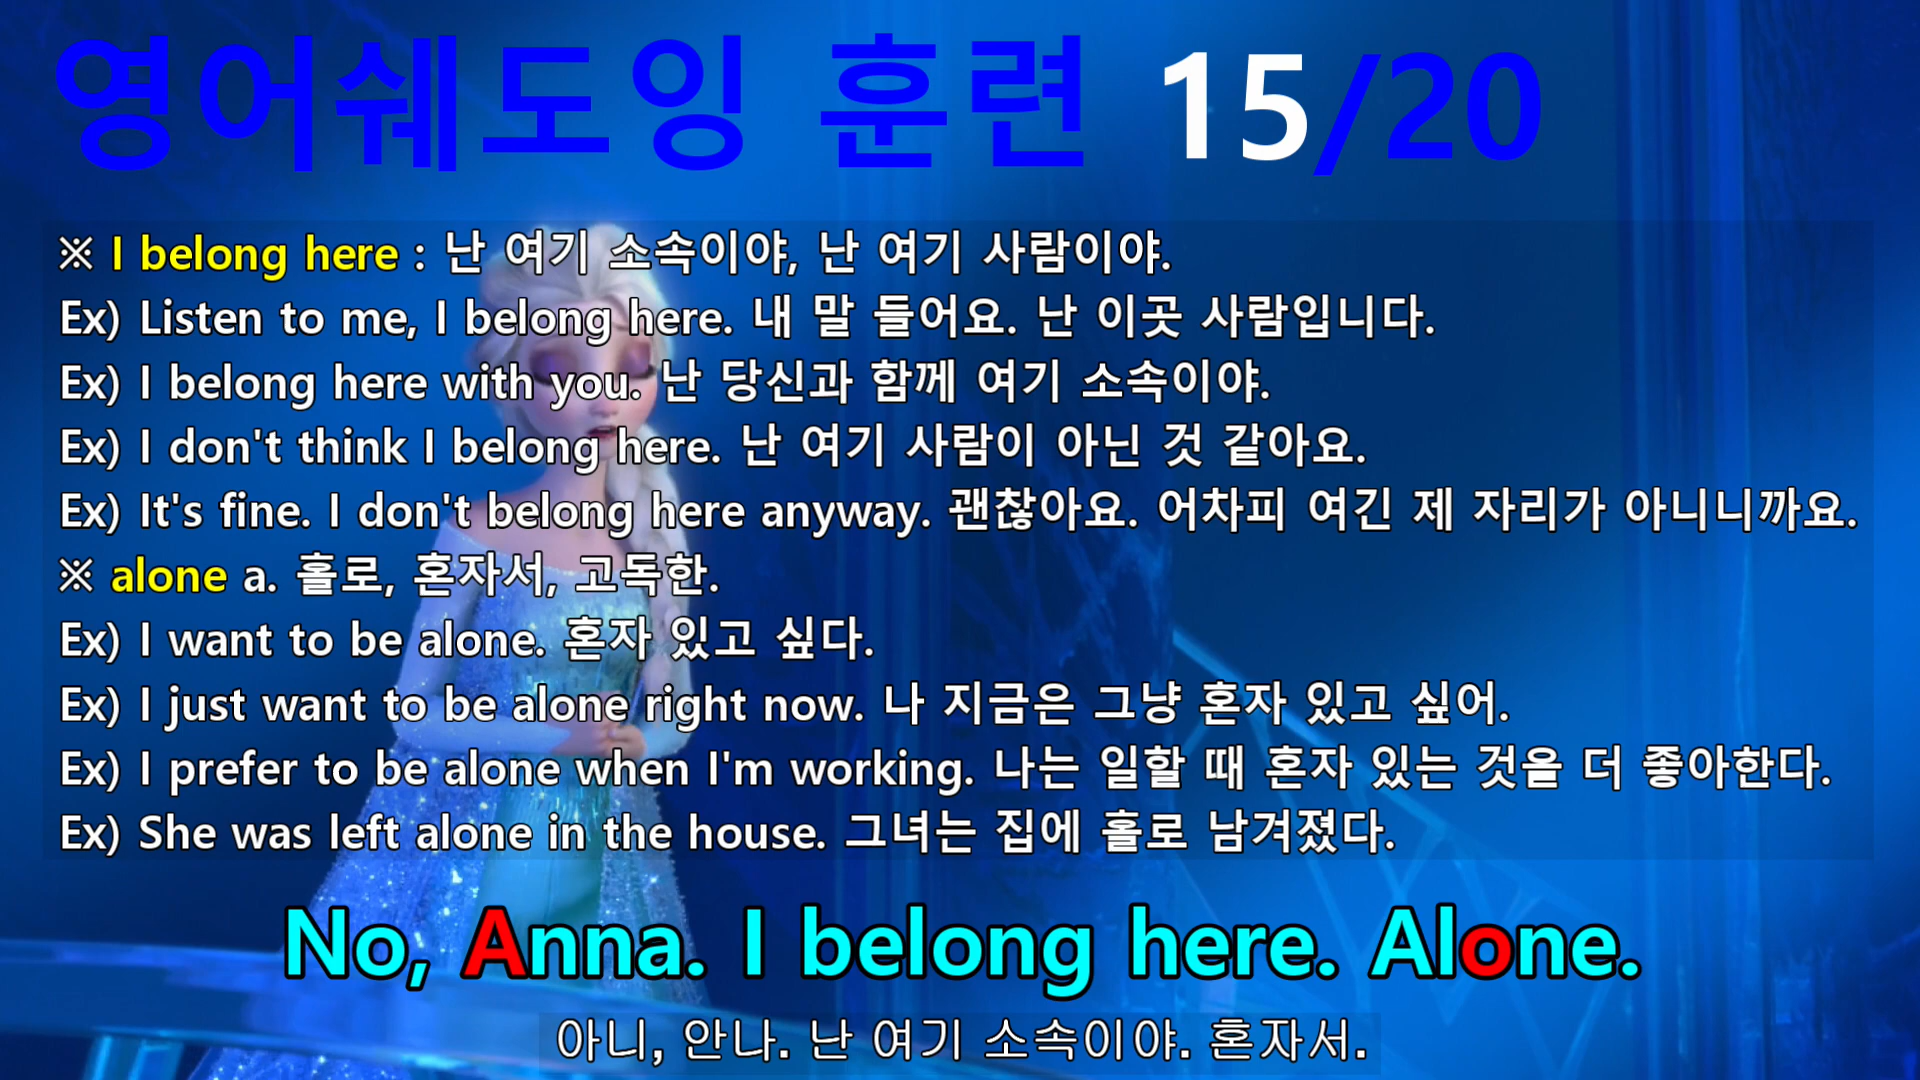 영어쉐도잉 훈련 15/20
※ I belong here : 난 여기 소속이야, 난 여기 사람이야.
Ex) Listen to me, I belong here. 내 말 들어요. 난 이곳 사람입니다.
Ex) I belong here with you. 난 당신과 함께 여기 소속이야.
Ex) I don't think I belong here. 난 여기 사람이 아닌 것 같아요.
Ex) It's fine. I don't belong here anyway. 괜찮아요. 어차피 여긴 제 자리가 아니니까요.
※ alone a. 홀로, 혼자서, 고독한.
Ex) I want to be alone. 혼자 있고 싶다.
Ex) I just want to be alone right now. 나 지금은 그냥 혼자 있고 싶어.
Ex) I prefer to be alone when I'm working. 나는 일할 때 혼자 있는 것을 더 좋아한다.
Ex) She was left alone in the house. 그녀는 집에 홀로 남겨졌다.
No, Anna. I belong here. Alone.
아니, 안나. 난 여기 소속이야. 혼자서.